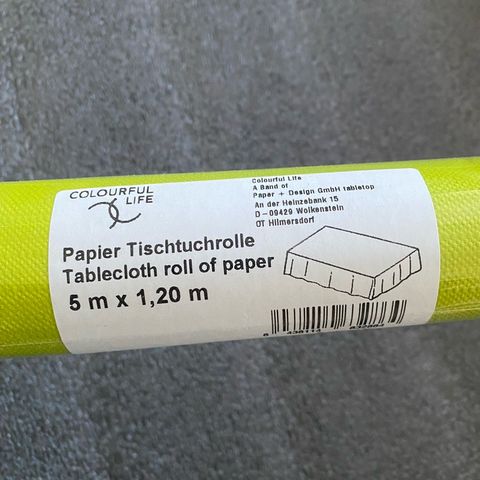 COLOURFUL
LIFE
Colourful Life
A Band of
Paper + Design GmbH tabletop
An der Heinzebank 15
D - 09429 Wolkenstein
OT Hilmersdorf
Papier Tischtuchrolle
Tablecloth roll of paper
5 m x 1,20 m